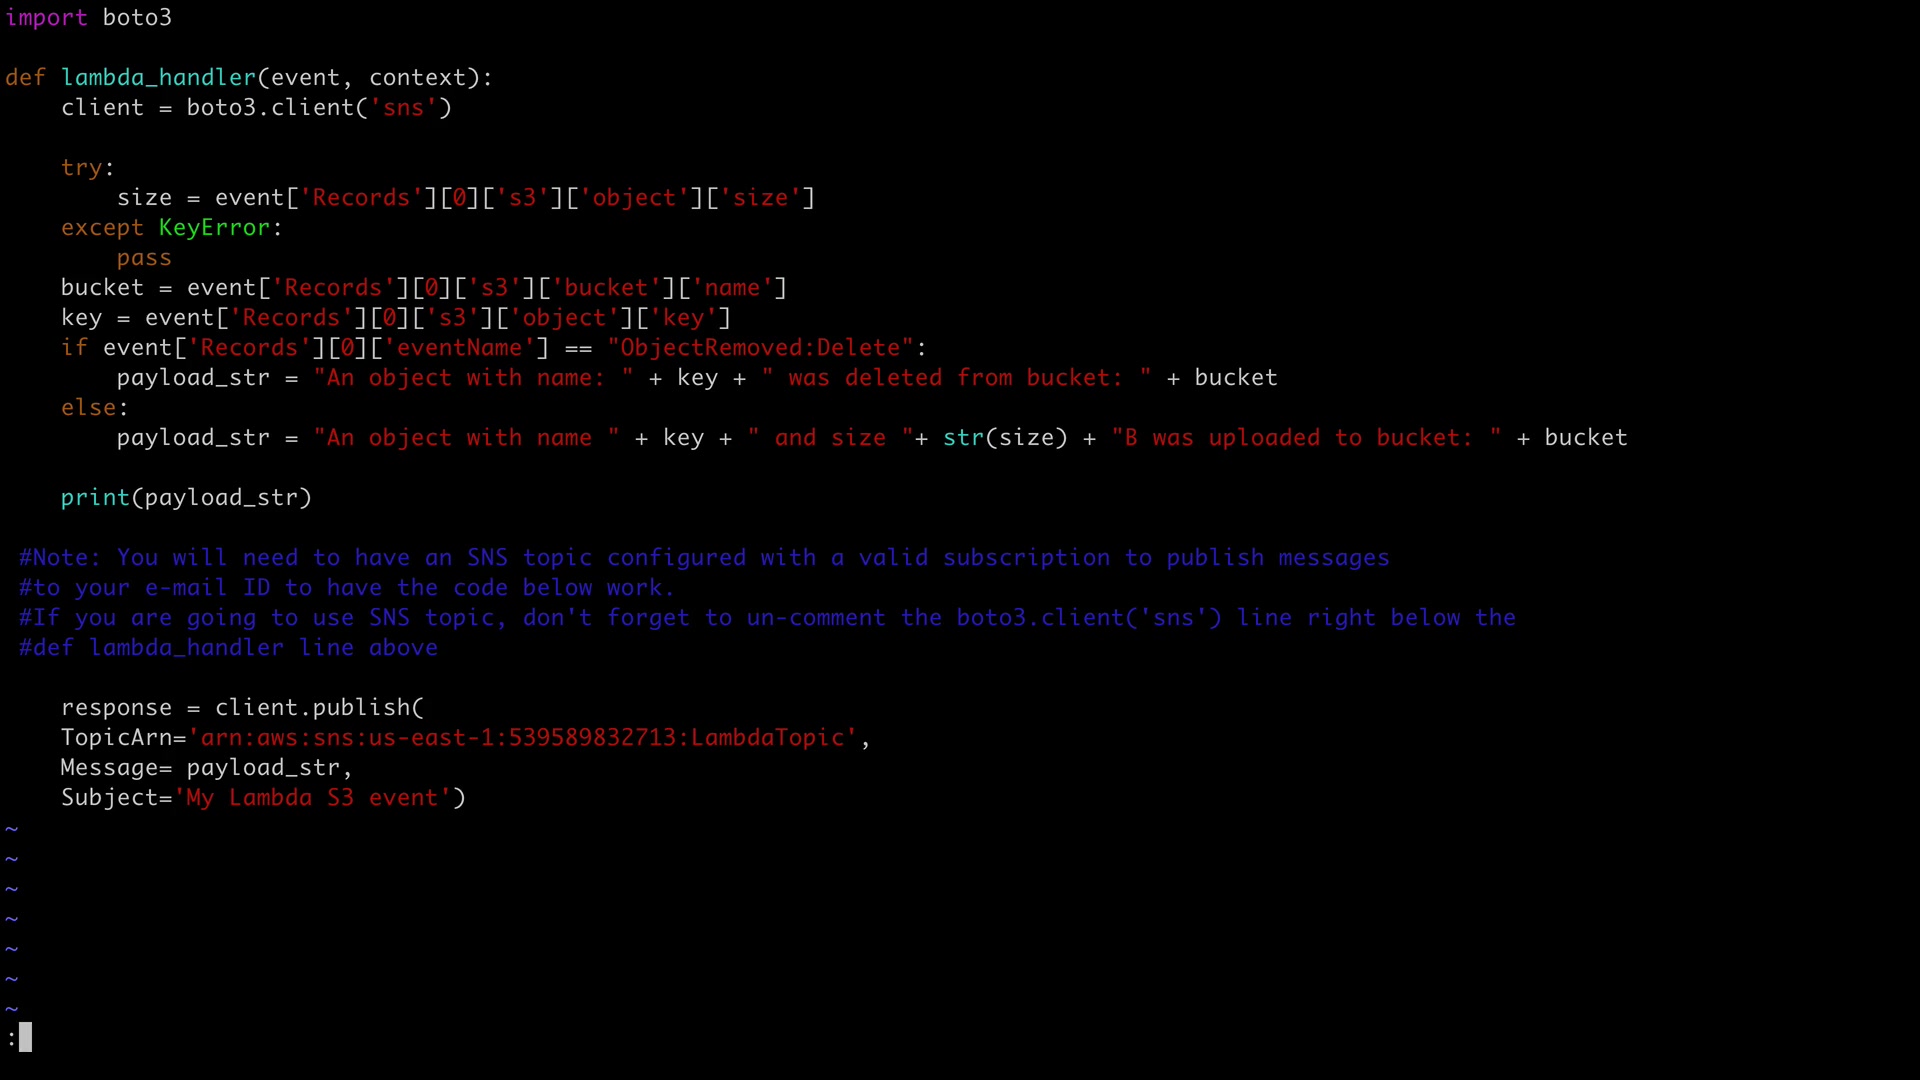 import boto3
def lambda_handler(event, context):
    client = boto3.client('sns')
    try:
        size = event['Records'][0]['s3']['object']['size']
    except KeyError:
        pass
    bucket = event['Records'][0]['s3']['bucket']['name']
    key = event['Records'][0]['s3']['object']['key']
    if event['Records'][0]['eventName'] == "ObjectRemoved:Delete":
        payload_str = "An object with name: " + key + " was deleted from bucket: " + bucket
    else:
        payload_str = "An object with name " + key + " and size "+ str(size) + "B was uploaded to bucket: " + bucket
    print(payload_str)
 #Note: You will need to have an SNS topic configured with a valid subscription to publish messages
 #to your e-mail ID to have the code below work.
 #If you are going to use SNS topic, don't forget to un-comment the boto3.client('sns') line right below the
 #def lambda_handler line above
    response = client.publish(
    TopicArn='arn:aws:sns:us-east-1:539589832713:LambdaTopic',
    Message= payload_str,
    Subject='My Lambda S3 event')
~
~
~
~
~
~
~
: